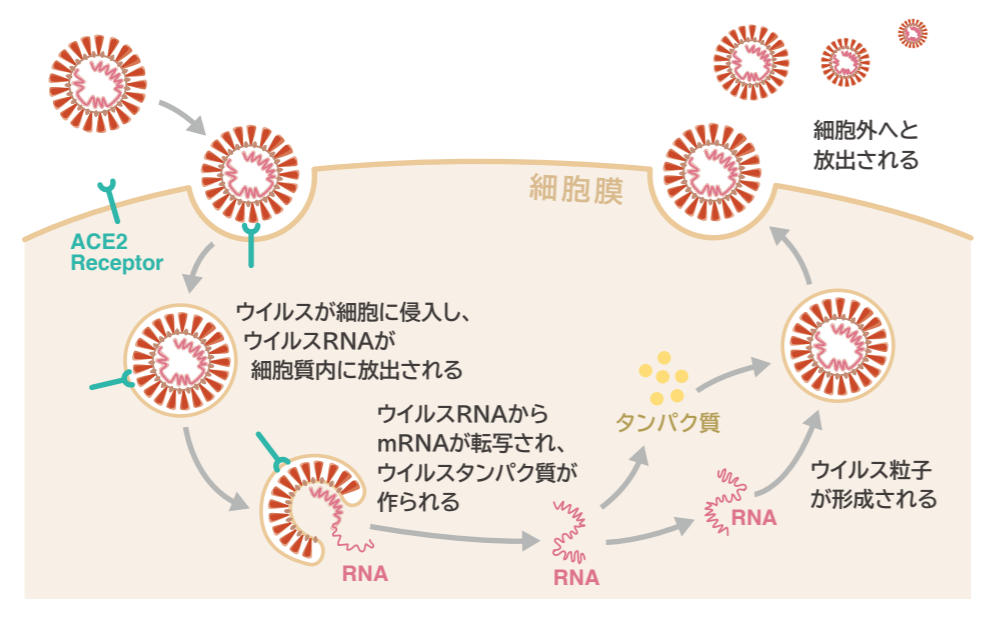 細胞外へと
放出される
細胞膜
ACE2
Receptor
ウイルスが細胞に侵入し、
ウイルスRNAが
細胞質内に放出される
ウイルスRNAから
mRNAが転写され、
ウイルスタンパク質が
作られる
タンパク質
ウイルス粒子
が形成される
RNA
RNA
RNA